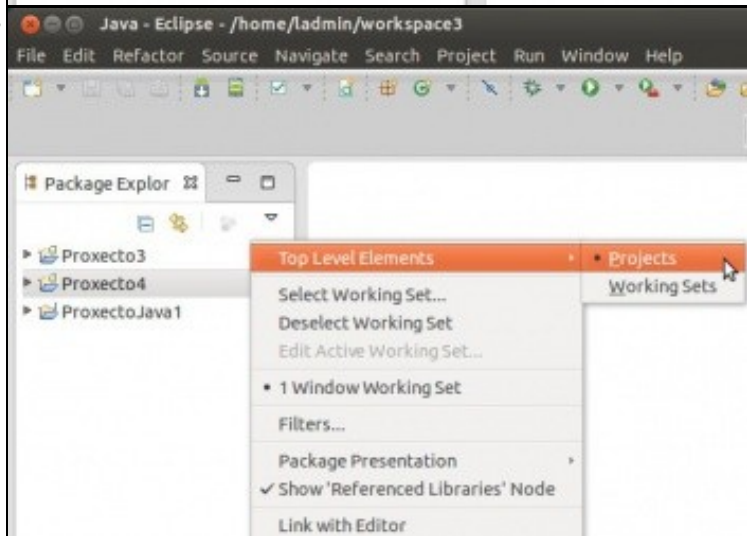 Java - Eclipse - /home/ladmin/workspace3
File Edit Refactor Source Navigate Search Project Run Window Help
Package Explor
Proxecto3
Proxecto4
ProxectoJava1
Top Level Elements
Projects
Working Sets
Select Working Set...
Deselect Working Set
Edit Active Working Set...
• 1 Window Working Set
Filters...
Package Presentation
✓ Show 'Referenced Libraries' Node
Link with Editor